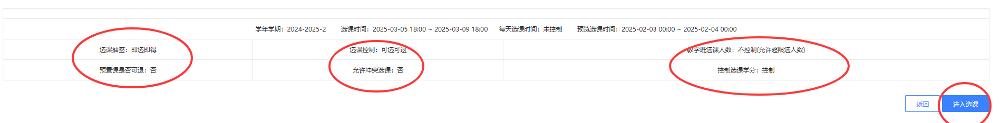 学年学期：2024-2025-2 选课时间：2025-03-05 18:00 ~ 2025-03-09 18:00 每天选课时间：未控制 预览选课时间：2025-02-03 00:00 ~ 2025-02-04 00:00
选课抽签：即选即得 选课控制：可选可退 教学班选课人数：不控制(允许超限选人数)
预置课是否可退：否 允许冲突选课：否 控制选课学分：控制
返回 进入选课